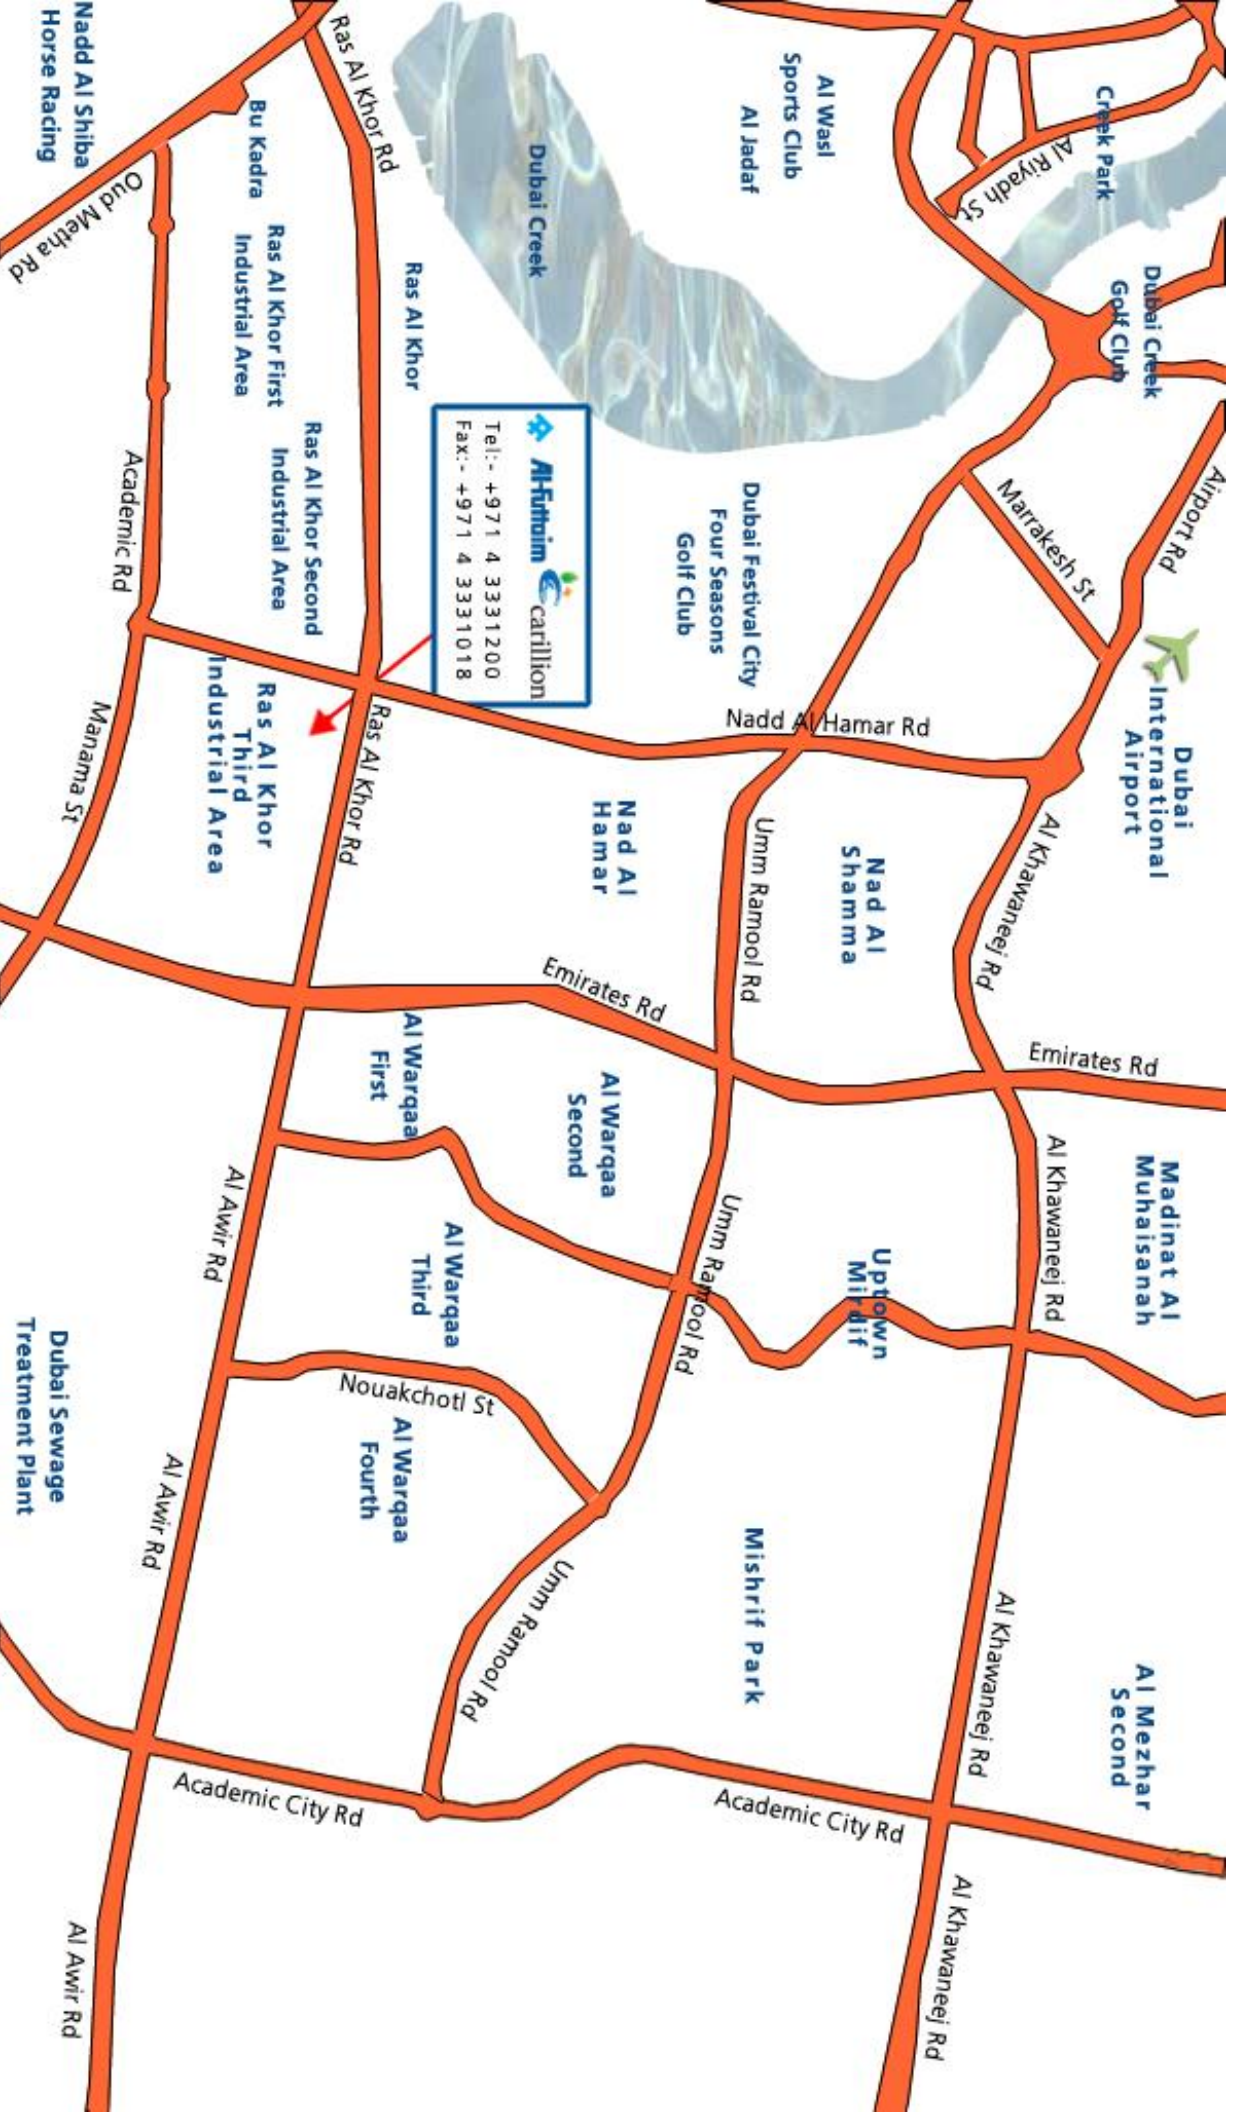 Creek Park
Al Riyadh St
Al Wasl
Sports Club
Al Jadaf
Dubai Creek
Ras Al Khor Rd
Bu Kadra
Nadd Al Shiba
Horse Racing
Oud Metha Rd
Dubai Creek
Golf Club
Ras Al Khor
Ras Al Khor First
Industrial Area
Airport Rd
Marrakesh St
Dubai Festival City
Four Seasons
Golf Club
Al-Futtaim carillion
Tel:- +971 4 3331200
Fax:- +971 4 3331018
Ras Al Khor Second
Industrial Area
Academic Rd
Dubai
International
Airport
Nadd Al Hamar Rd
Ras Al Khor Rd
Ras Al Khor
Third
Industrial Area
Manama St
Al Khawaneej Rd
Nad Al
Shamma
Umm Ramool Rd
Nad Al
Hamar
Emirates Rd
Emirates Rd
Al Warqaa
First
Al Warqaa
Second
Madinat Al
Muhaisanah
Al Khawaneej Rd
Uptown
Mirdif
Umm Ramool Rd
Al Warqaa
Third
Al Awir Rd
Nouakchotl St
Al Warqaa
Fourth
Dubai Sewage
Treatment Plant
Al Awir Rd
Mishrif Park
Umm Ramool Rd
Al Khawaneej Rd
Al Mezhar
Second
Academic City Rd
Academic City Rd
Al Khawaneej Rd
Al Awir Rd